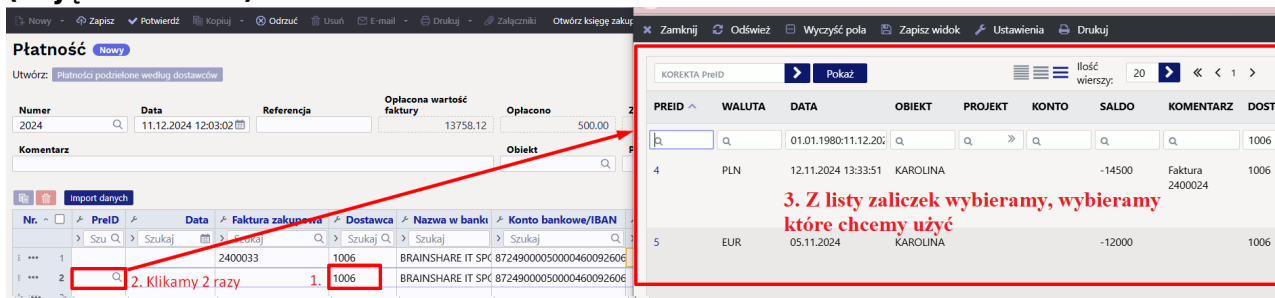 Nowy Zapisz Potwierdź Kopiuj Odrzuć Usuń E-mail Drukuj Załączniki Otwórz księgę zakup
Płatność Nowy
Utwórz: Płatności podzielone według dostawców
Numer Data Referencja Opłacona wartość faktury Opłacono
2024 11.12.2024 12:03:02 13758.12 500.00
Komentarz Obiekt
Import danych
Nr. PreID Data Faktura zakupowa Dostawca Nazwa w banku Konto bankowe/IBAN
Szu Szukaj Szukaj Szukaj Szukaj Szukaj
1 2400033 1006 BRAINSHARE IT SPO 87249000050000460092606
2 2. Klikamy 2 razy 1. 1006 BRAINSHARE IT SPO 87249000050000460092606
Zamknij Odśwież Wyczyść pola Zapisz widok Ustawienia Drukuj
KOREKTA PreID Pokaż Ilość wierszy: 20 1
PREID WALUTA DATA OBIEKT PROJEKT KONTO SALDO KOMENTARZ DOST
01.01.1980:11.12.202 1006
4 PLN 12.11.2024 13:33:51 KAROLINA -14500 Faktura 2400024 1006
3. Z listy zaliczek wybieramy, wybieramy
które chcemy użyć
5 EUR 05.11.2024 KAROLINA -12000 1006